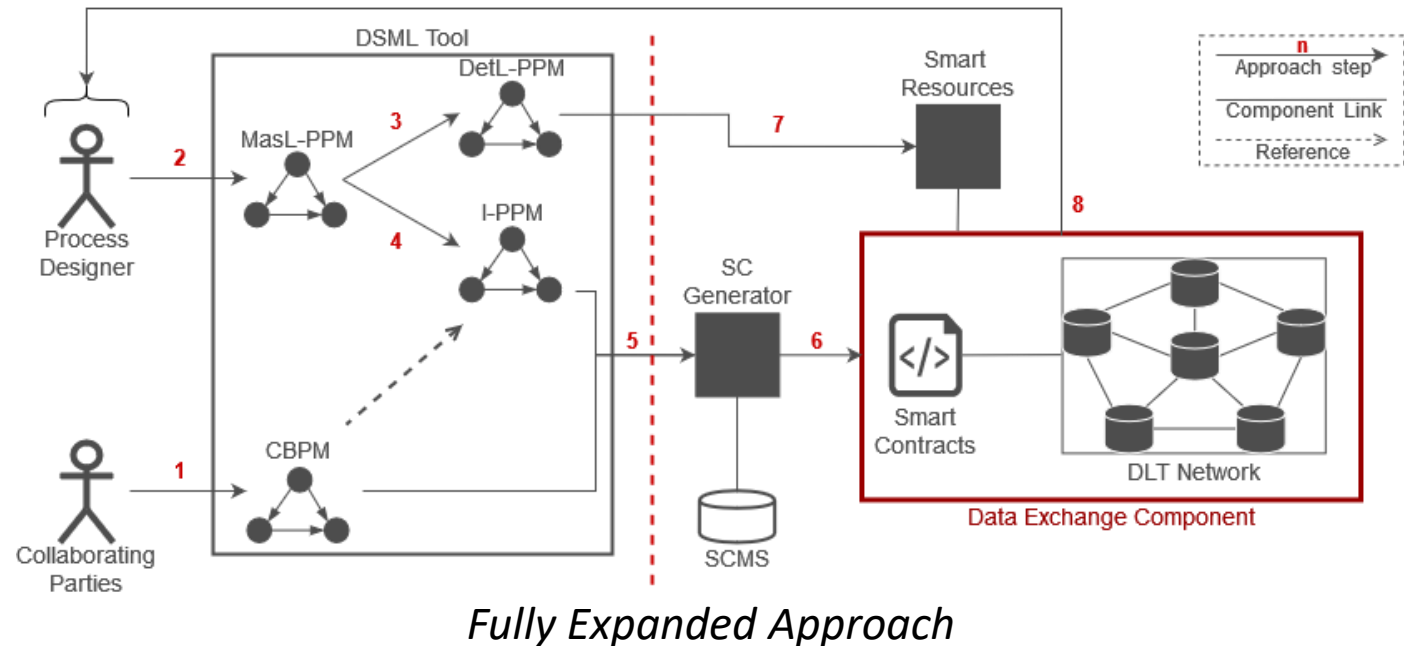 DSML Tool
DetL-PPM
Smart
Resources
n
Approach step
Component Link
Reference
MasL-PPM
3
7
2
Process
Designer
4
I-PPM
8
SC
Generator
5
6
</>
Smart
Contracts
DLT Network
CBPM
1
Collaborating
Parties
SCMS
Data Exchange Component
Fully Expanded Approach